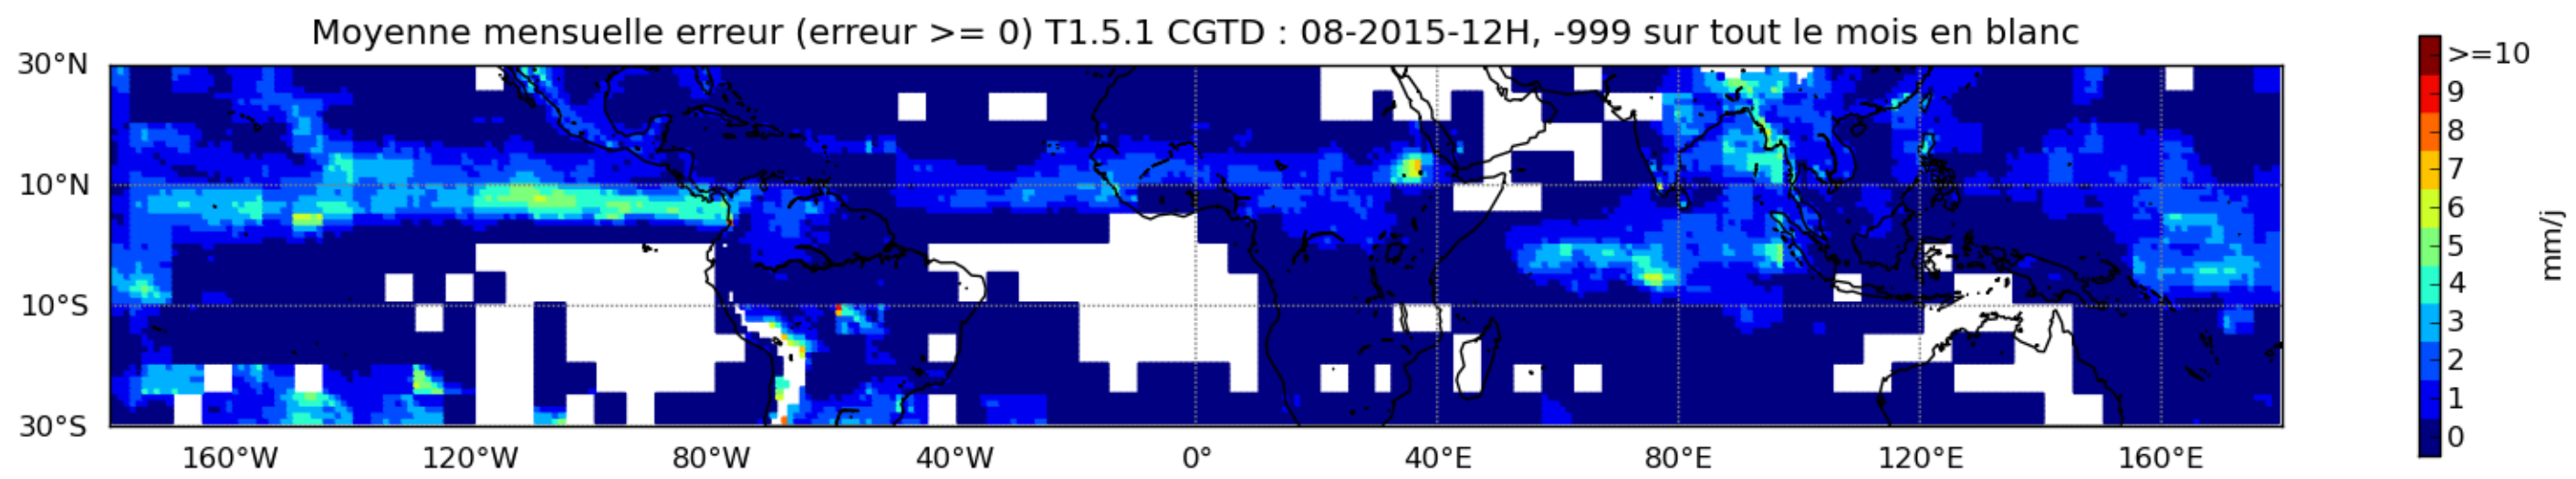 Moyenne mensuelle erreur (erreur >= 0) T1.5.1 CGTD : 08-2015-12H, -999 sur tout le mois en blanc
30°N
10°N
10°S
30°S
160°W 120°W 80°W 40°W 0° 40°E 80°E 120°E 160°E
>=10
9
8
7
6
5
4
3
2
1
0
mm/j